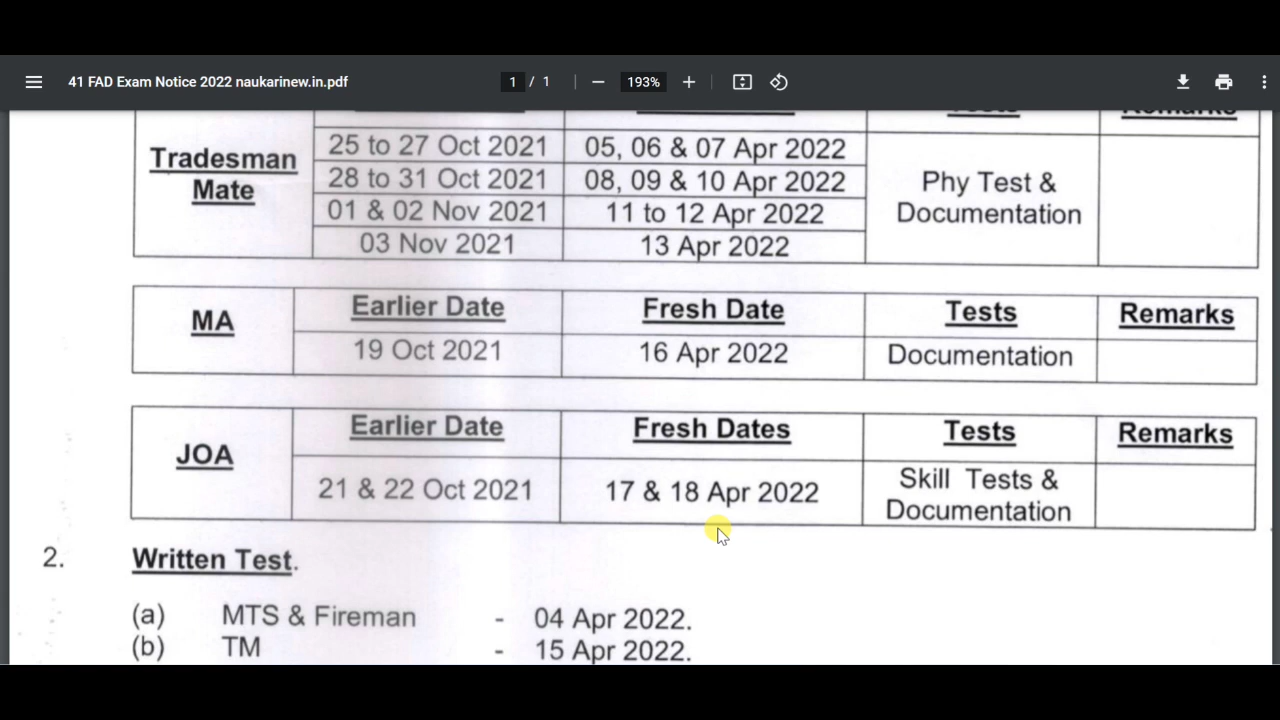 41 FAD Exam Notice 2022 naukarinew.in.pdf 1 / 1 193%
Tests Remarks
Tradesman Mate
25 to 27 Oct 2021 05, 06 & 07 Apr 2022
28 to 31 Oct 2021 08, 09 & 10 Apr 2022
01 & 02 Nov 2021 11 to 12 Apr 2022
03 Nov 2021 13 Apr 2022
Phy Test &
Documentation
MA Earlier Date Fresh Date Tests Remarks
19 Oct 2021 16 Apr 2022 Documentation
JOA Earlier Date Fresh Dates Tests Remarks
21 & 22 Oct 2021 17 & 18 Apr 2022 Skill Tests &
Documentation
2. Written Test.
(a) MTS & Fireman - 04 Apr 2022.
(b) TM - 15 Apr 2022.